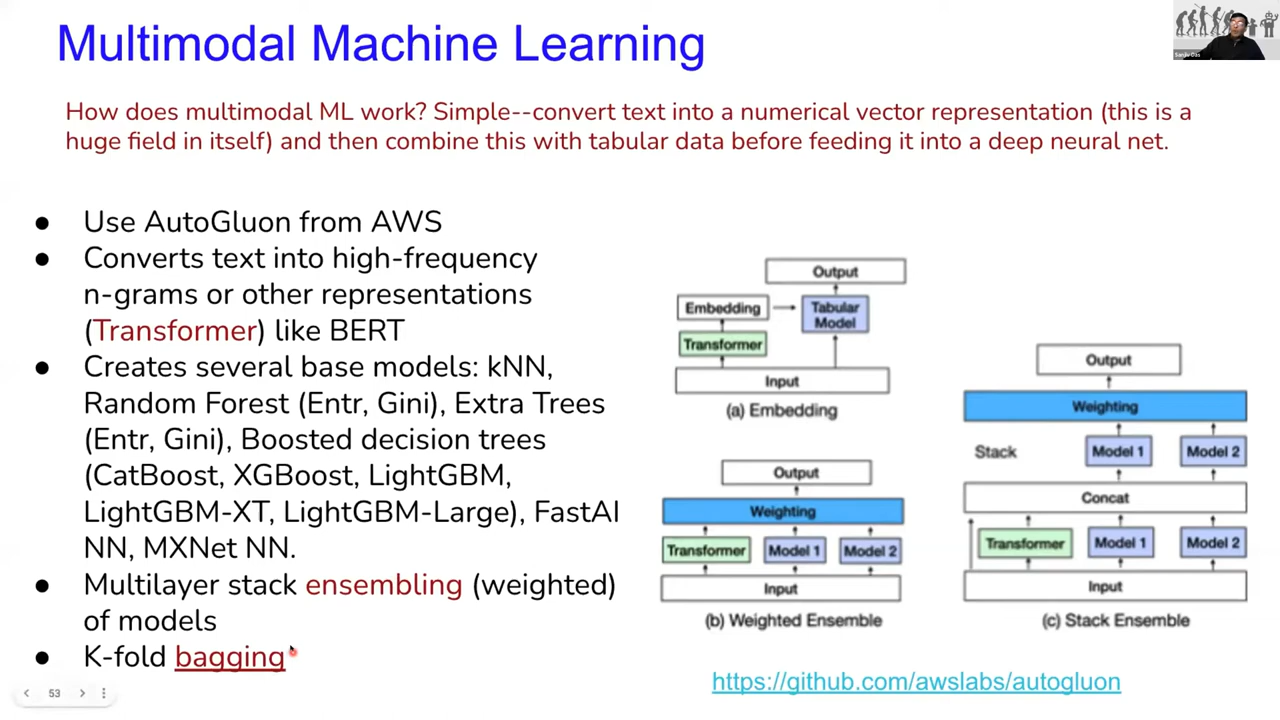 Multimodal Machine Learning
Sanjiv Das
How does multimodal ML work? Simple--convert text into a numerical vector representation (this is a
huge field in itself) and then combine this with tabular data before feeding it into a deep neural net.
● Use AutoGluon from AWS
● Converts text into high-frequency
n-grams or other representations
(Transformer) like BERT
● Creates several base models: kNN,
Random Forest (Entr, Gini), Extra Trees
(Entr, Gini), Boosted decision trees
(CatBoost, XGBoost, LightGBM,
LightGBM-XT, LightGBM-Large), FastAI
NN, MXNet NN.
● Multilayer stack ensembling (weighted)
of models
● K-fold bagging
53
Output
Embedding
Tabular
Model
Transformer
Input
(a) Embedding
Output
Weighting
Transformer Model 1 Model 2
Input
(b) Weighted Ensemble
Output
Weighting
Stack Model 1 Model 2
Concat
Transformer Model 1 Model 2
Input
(c) Stack Ensemble
https://github.com/awslabs/autogluon